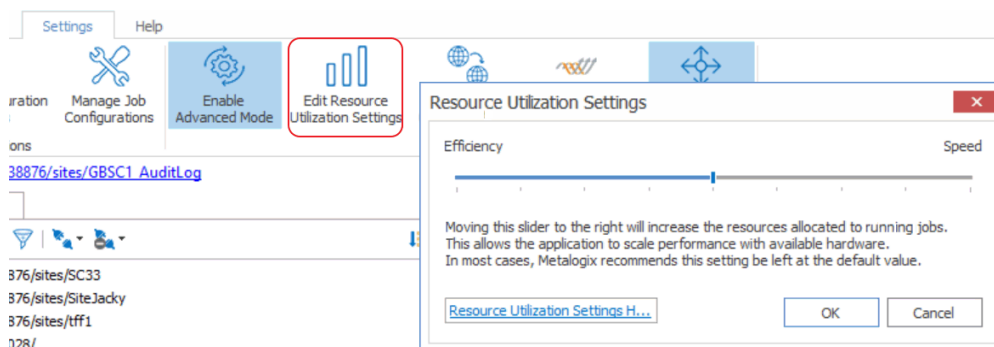 Settings Help
uration Manage Job Enable Edit Resource
Configurations Advanced Mode Utilization Settings
ons
Resource Utilization Settings
Efficiency Speed
38876/sites/GBSC1_AuditLog
Moving this slider to the right will increase the resources allocated to running jobs.
This allows the application to scale performance with available hardware.
In most cases, Metalogix recommends this setting be left at the default value.
876/sites/SC33
876/sites/SiteJacky
876/sites/tff1
028/
Resource Utilization Settings H...
OK Cancel